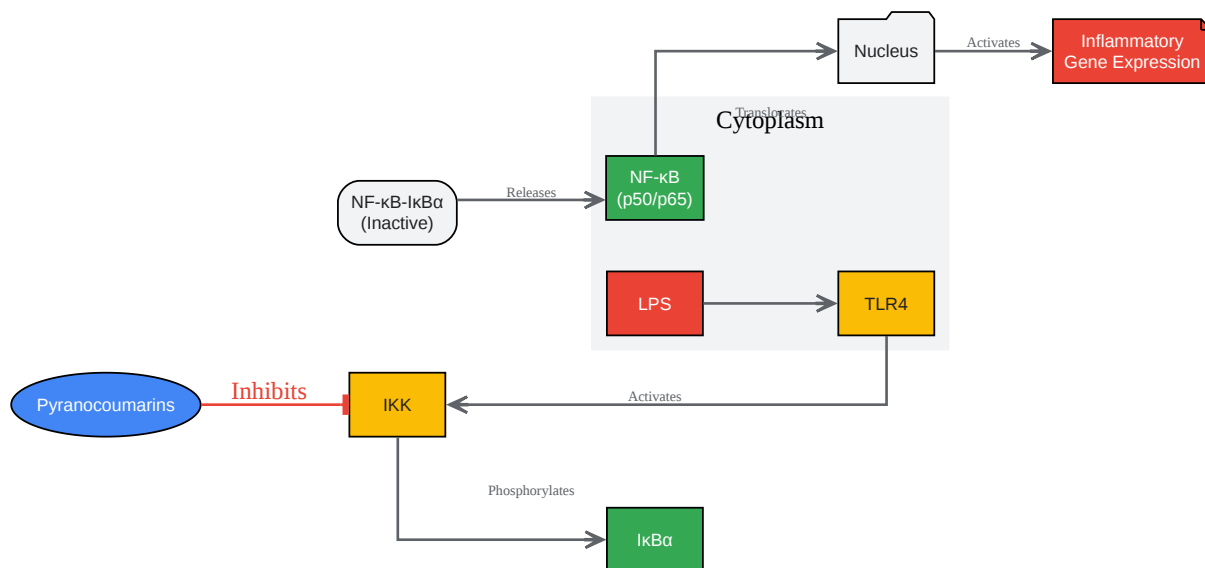 Nucleus
Activates
Inflammatory
Gene Expression
Translocates
Cytoplasm
NF-κB
(p50/p65)
NF-κB-IκBα
(Inactive)
Releases
LPS
TLR4
Pyranocoumarins
Inhibits
IKK
Activates
Phosphorylates
IκBα